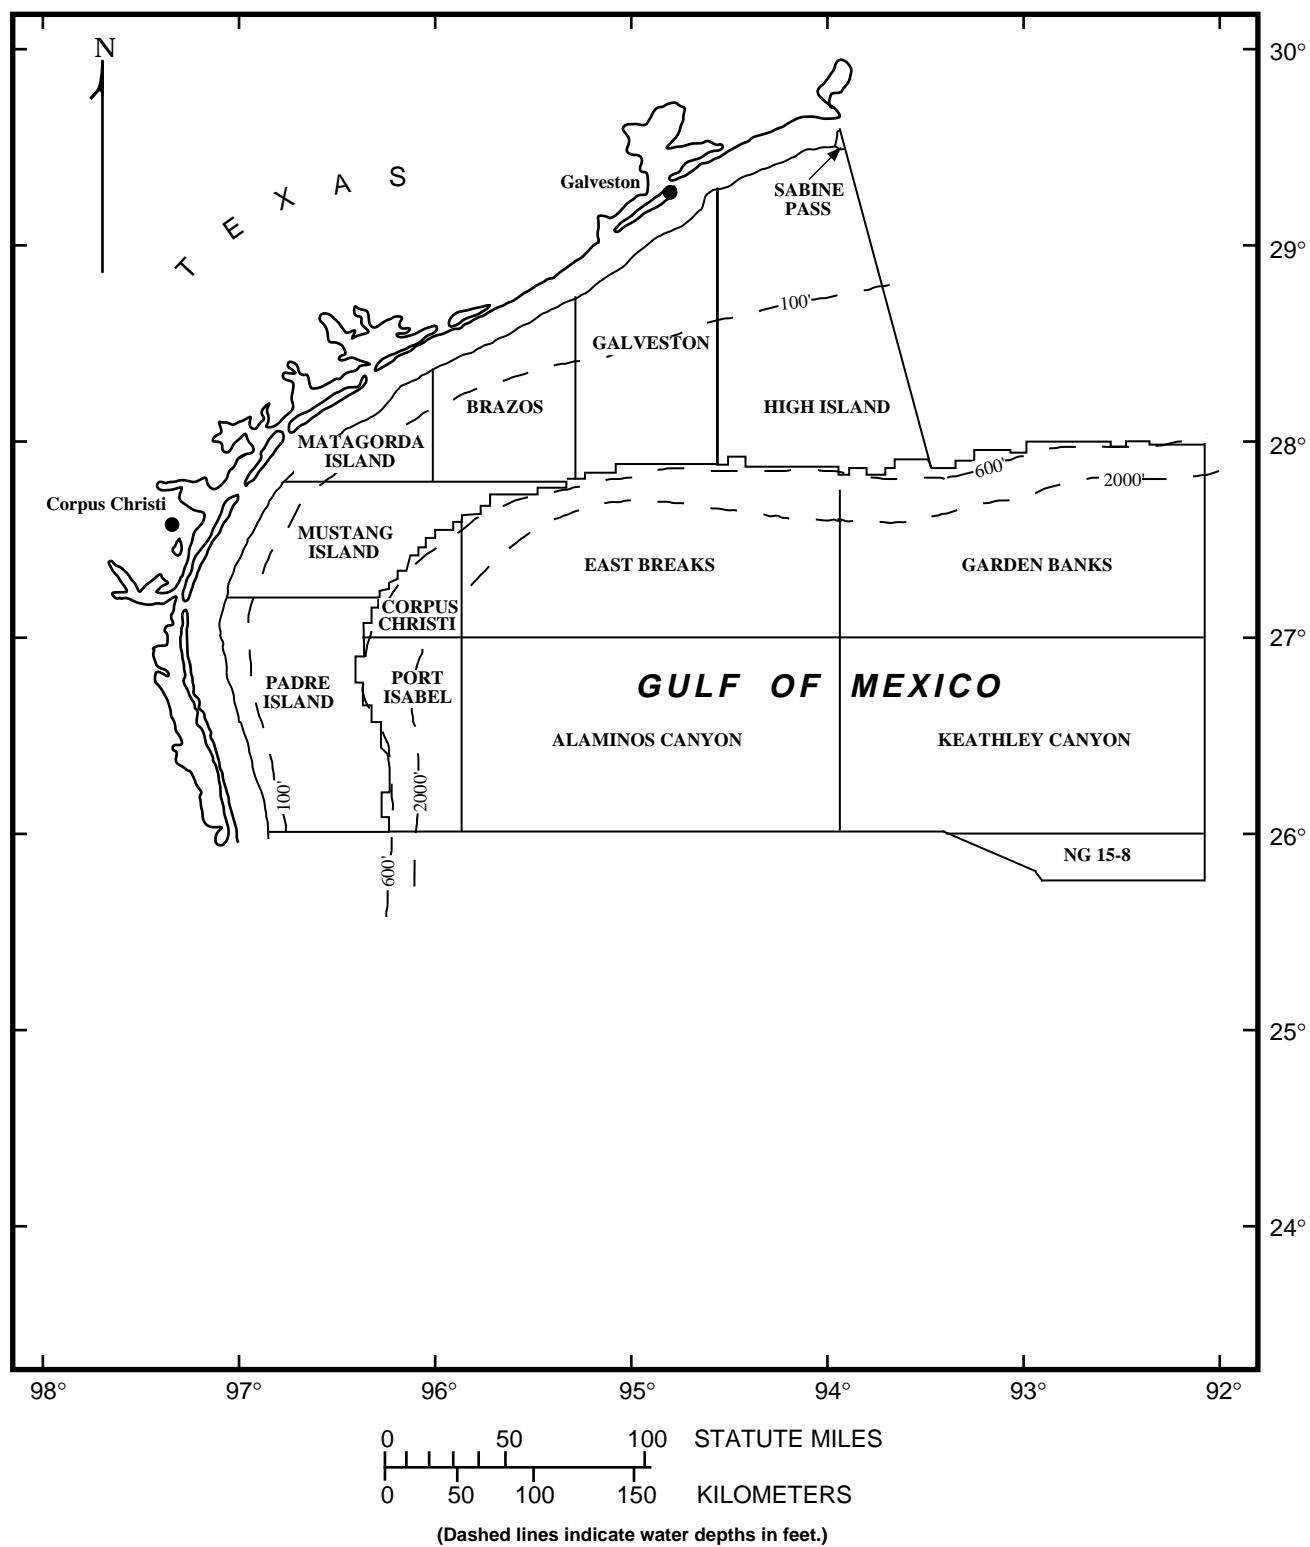 N
30°
TEXAS
Galveston
SABINE
PASS
29°
100'
GALVESTON
BRAZOS
HIGH ISLAND
28°
MATAGORDA
ISLAND
600'
2000'
Corpus Christi
MUSTANG
ISLAND
EAST BREAKS
GARDEN BANKS
CORPUS
CHRISTI
27°
PADRE
ISLAND
PORT
ISABEL
GULF OF MEXICO
ALAMINOS CANYON
KEATHLEY CANYON
100'
2000'
26°
600'
NG 15-8
25°
24°
98° 97° 96° 95° 94° 93° 92°
0 50 100 STATUTE MILES
0 50 100 150 KILOMETERS
(Dashed lines indicate water depths in feet.)